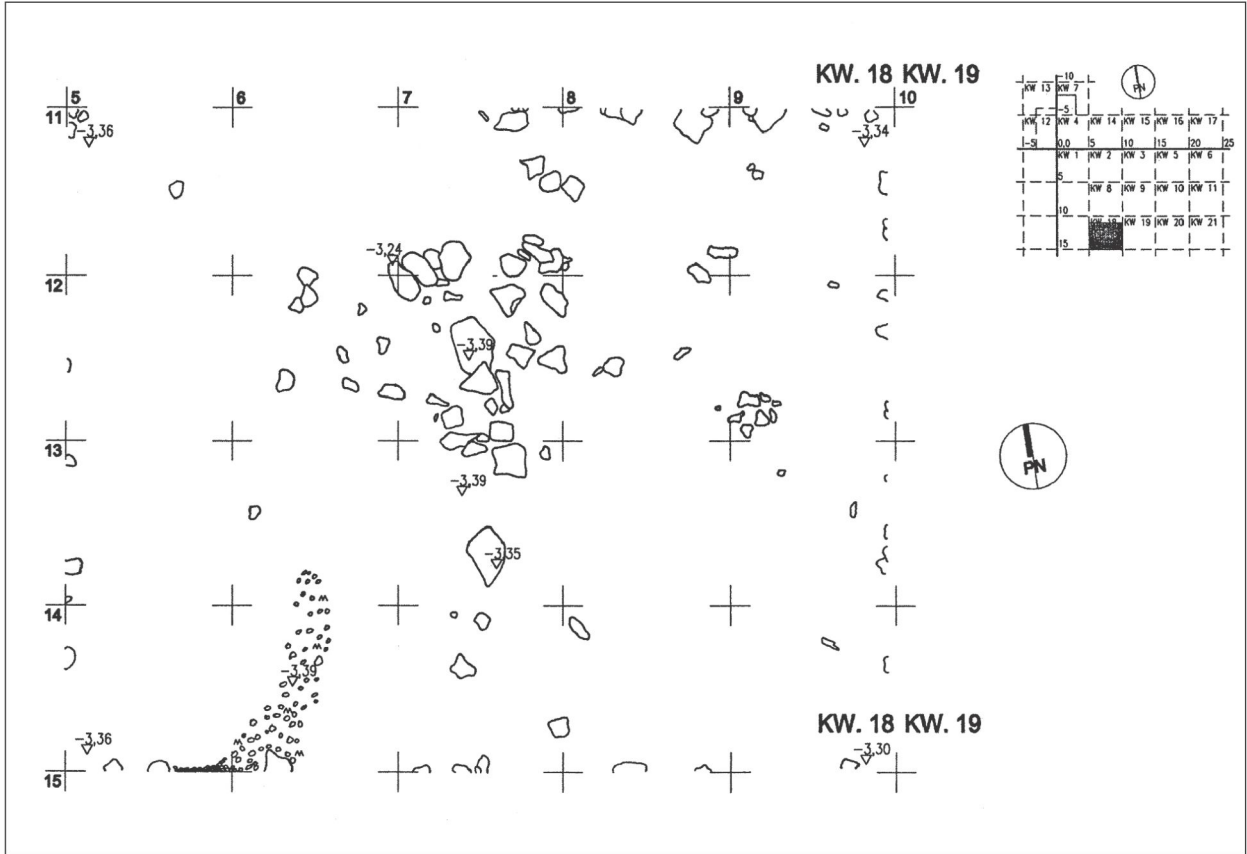 KW. 18 KW. 19
5 6 7 8 9 10
11
-3,36
-3,34
-3,24
12
-3,39
13
-3,39
-3,35
14
-3,39
KW. 18 KW. 19
-3,36
-3,30
15
PN
-10
KW 13 KW 7
PN
-5
KW 12 KW 4 KW 14 KW 15 KW 16 KW 17
-5 0,0 5 10 15 20 25
KW 1 KW 2 KW 3 KW 5 KW 6
5
KW 8 KW 9 KW 10 KW 11
10
KW 18 KW 19 KW 20 KW 21
15